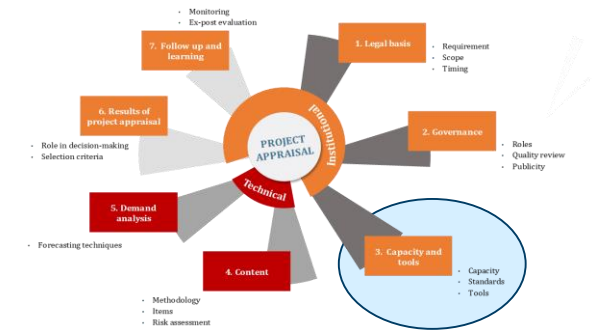 Monitoring
Ex-post evaluation
7. Follow up and
learning
1. Legal basis
Requirement
Scope
Timing
6. Results of
project appraisal
Role in decision-making
Selection criteria
Institutional
PROJECT
APPRAISAL
Technical
2. Governance
Roles
Quality review
Publicity
5. Demand
analysis
Forecasting techniques
3. Capacity and
tools
Capacity
Standards
Tools
4. Content
Methodology
Items
Risk assessment